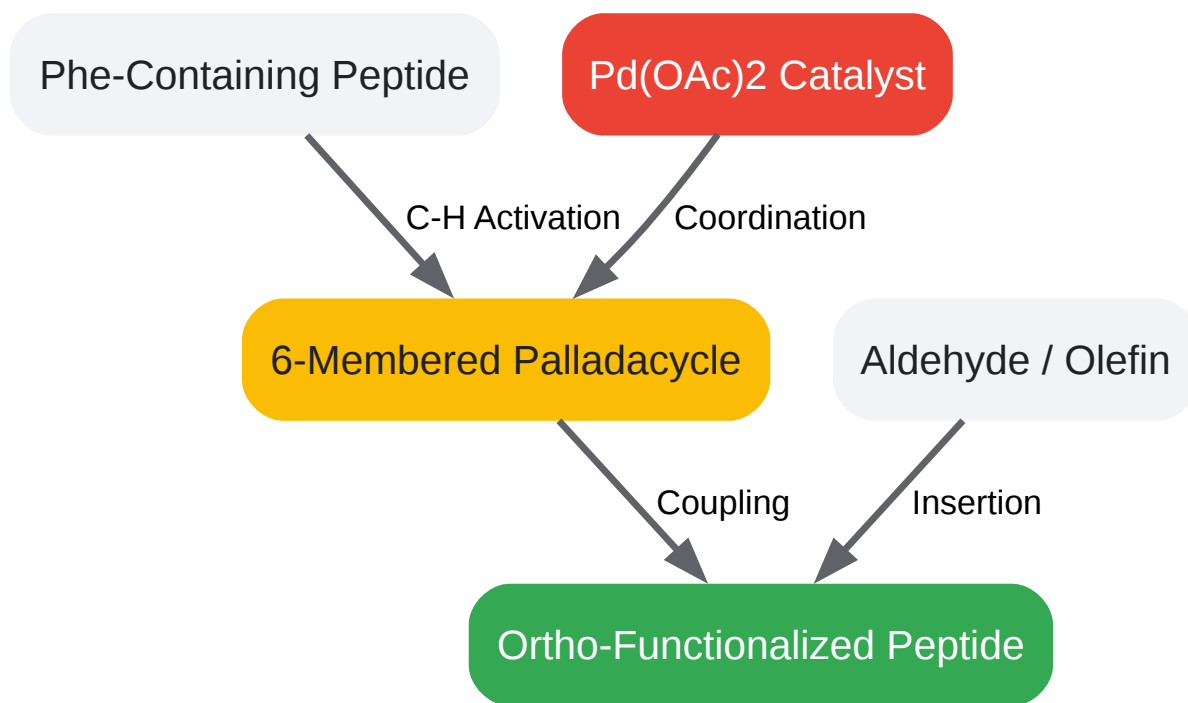 Phe-Containing Peptide
Pd(OAc)2 Catalyst
C-H Activation
Coordination
6-Membered Palladacycle
Aldehyde / Olefin
Coupling
Insertion
Ortho-Functionalized Peptide